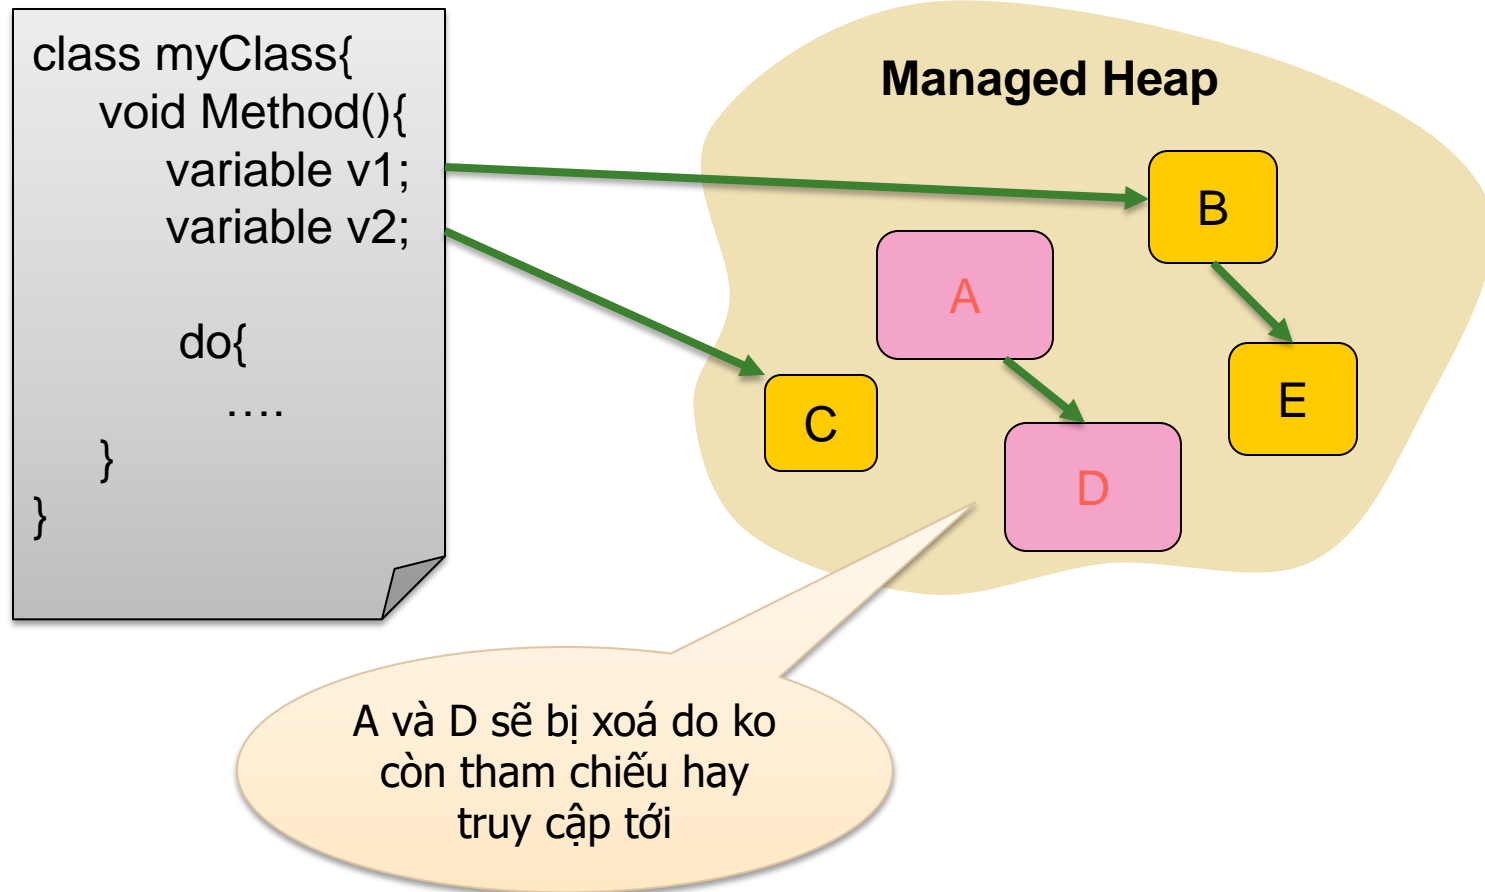 class myClass{
void Method(){
variable v1;
variable v2;
do{
....
}
}
Managed Heap
B
A
E
C
D
A và D sẽ bị xoá do ko
còn tham chiếu hay
truy cập tới